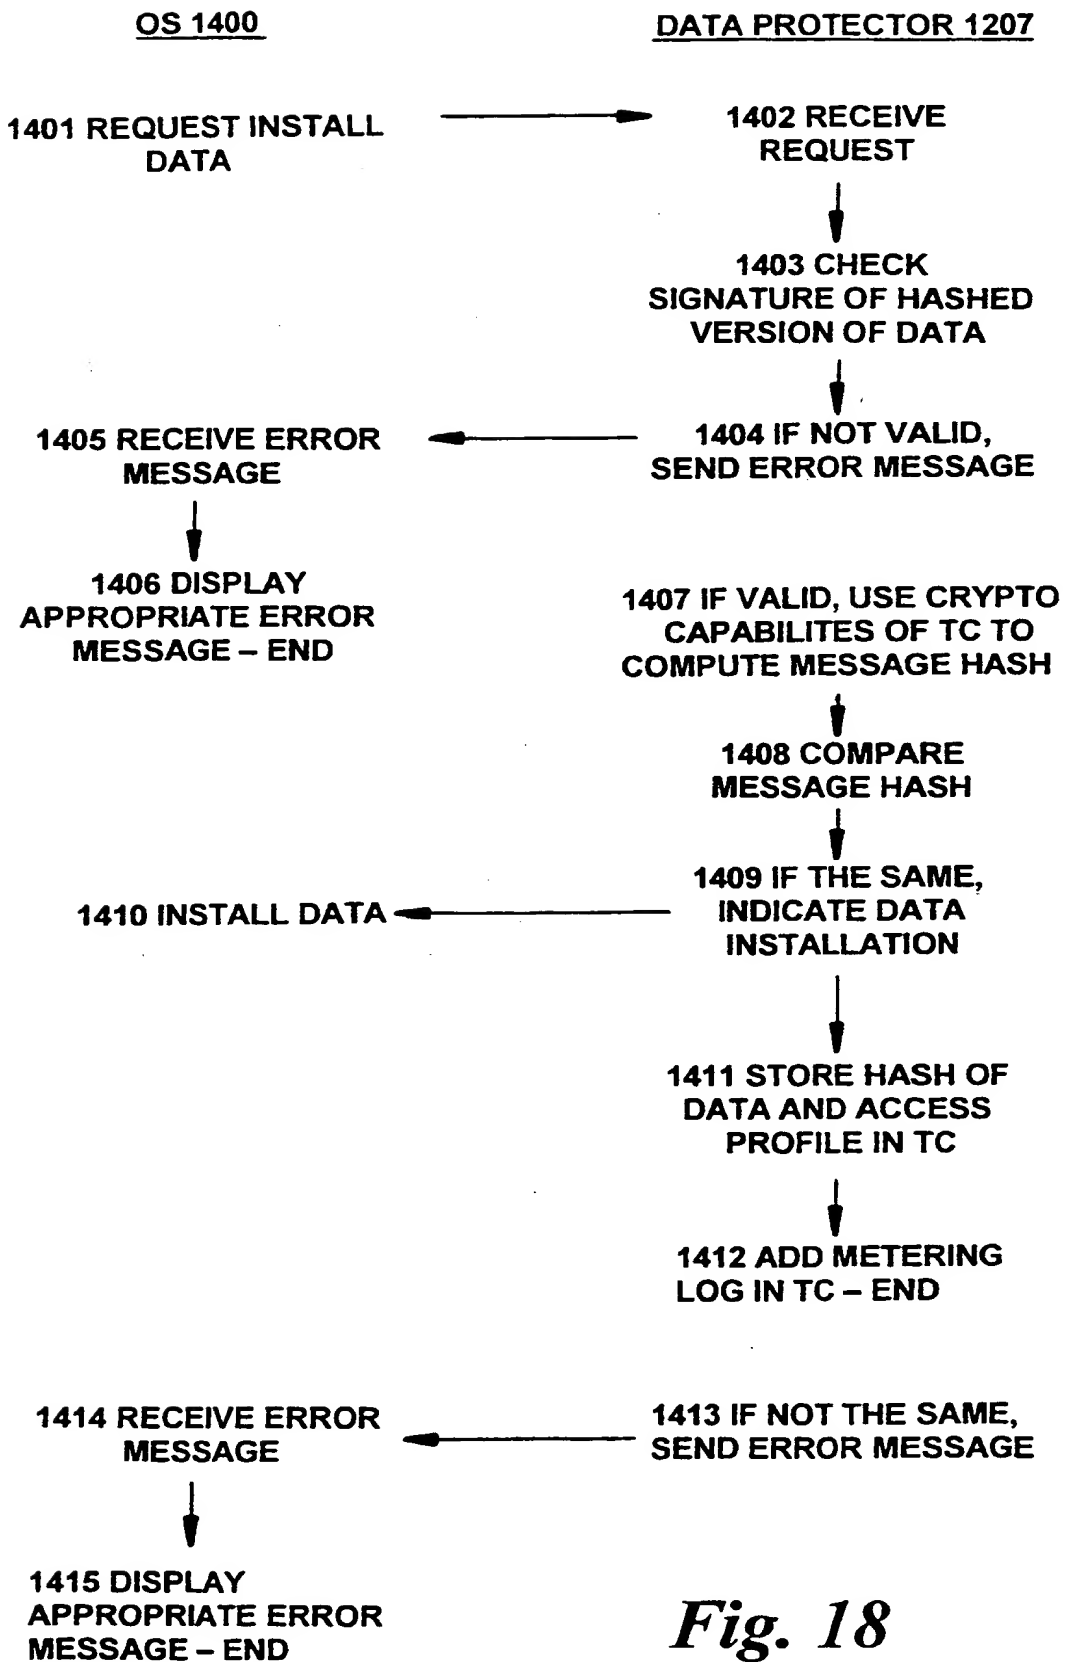 OS 1400
DATA PROTECTOR 1207
1401 REQUEST INSTALL
DATA
1402 RECEIVE
REQUEST
1403 CHECK
SIGNATURE OF HASHED
VERSION OF DATA
1404 IF NOT VALID,
SEND ERROR MESSAGE
1405 RECEIVE ERROR
MESSAGE
1406 DISPLAY
APPROPRIATE ERROR
MESSAGE – END
1407 IF VALID, USE CRYPTO
CAPABILITES OF TC TO
COMPUTE MESSAGE HASH
1408 COMPARE
MESSAGE HASH
1409 IF THE SAME,
INDICATE DATA
INSTALLATION
1410 INSTALL DATA
1411 STORE HASH OF
DATA AND ACCESS
PROFILE IN TC
1412 ADD METERING
LOG IN TC – END
1413 IF NOT THE SAME,
SEND ERROR MESSAGE
1414 RECEIVE ERROR
MESSAGE
1415 DISPLAY
APPROPRIATE ERROR
MESSAGE – END
Fig. 18